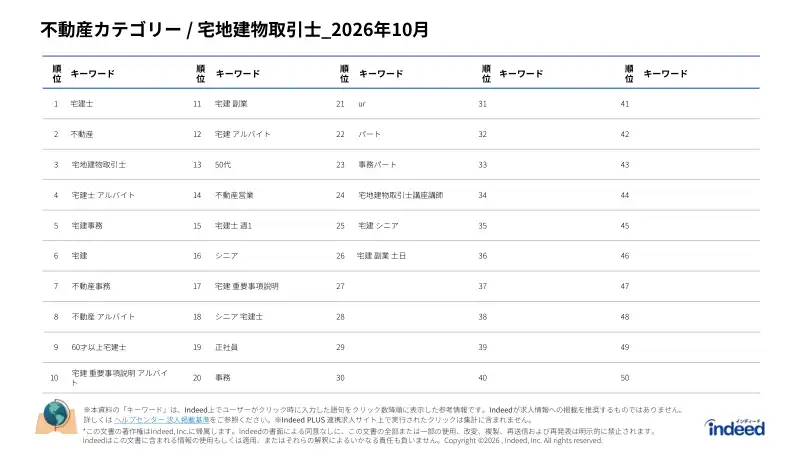 不動産カテゴリー / 宅地建物取引士_2026年10月
順位 キーワード 順位 キーワード 順位 キーワード 順位 キーワード 順位 キーワード
1 宅建士 11 宅建 副業 21 ur 31 41
2 不動産 12 宅建 アルバイト 22 パート 32 42
3 宅地建物取引士 13 50代 23 事務パート 33 43
4 宅建士 アルバイト 14 不動産営業 24 宅地建物取引士講座講師 34 44
5 宅建事務 15 宅建士 週1 25 宅建 シニア 35 45
6 宅建 16 シニア 26 宅建 副業 土日 36 46
7 不動産事務 17 宅建 重要事項説明 27 37 47
8 不動産 アルバイト 18 シニア 宅建士 28 38 48
9 60才以上宅建士 19 正社員 29 39 49
10 宅建 重要事項説明 アルバイト 20 事務 30 40 50
※本資料の「キーワード」は、Indeed上でユーザーがクリック時に入力した語句をクリック数降順に表示した参考情報です。Indeedが求人情報への掲載を推奨するものではありません。
詳しくは ヘルプセンター 求人掲載基準をご参照ください。※Indeed PLUS 連携求人サイト上で実行されたクリックは集計に含まれません。
*この文書の著作権はIndeed, Inc.に帰属します。Indeedの書面による同意なしに、この文書の全部または一部の使用、改変、複製、再送信および再発表は明示的に禁止されます。
Indeedはこの文書に含まれる情報の使用もしくは適用、またはそれらの解釈によるいかなる責任も負いません。Copyright ©2026 , Indeed, Inc. All rights reserved.
インディード
indeed